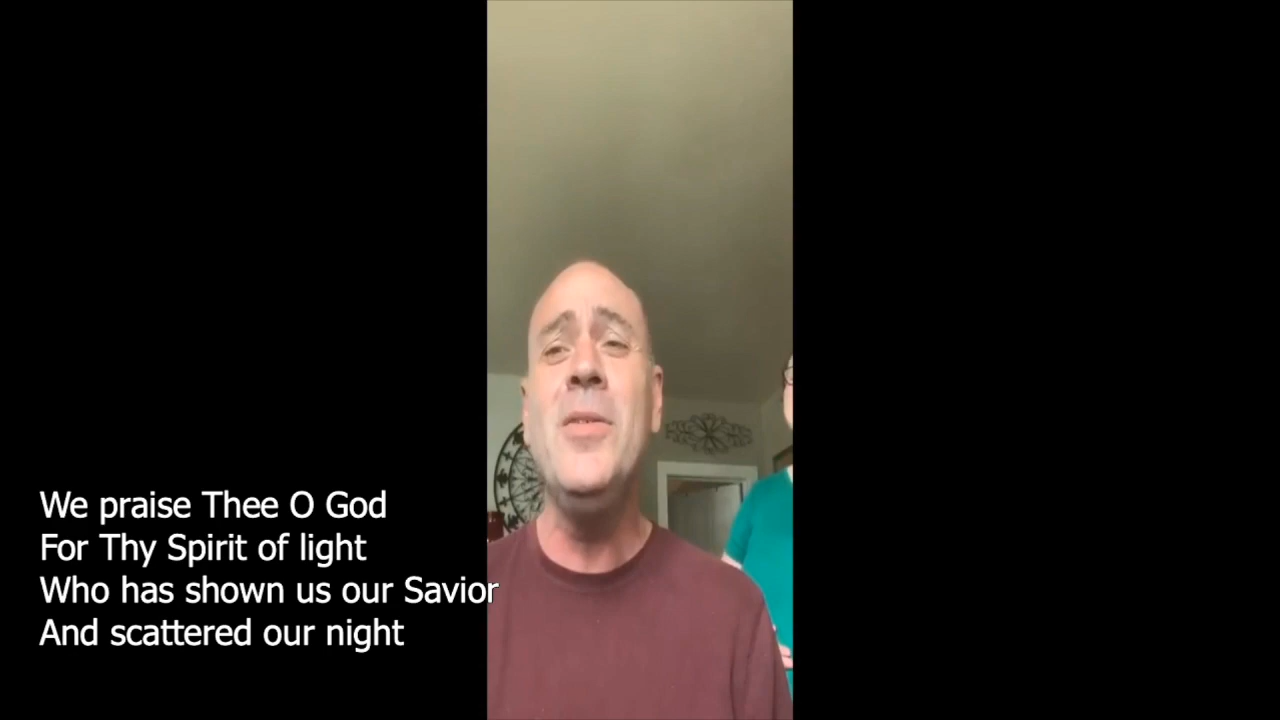 We praise Thee O God
For Thy Spirit of light
Who has shown us our Savior
And scattered our night